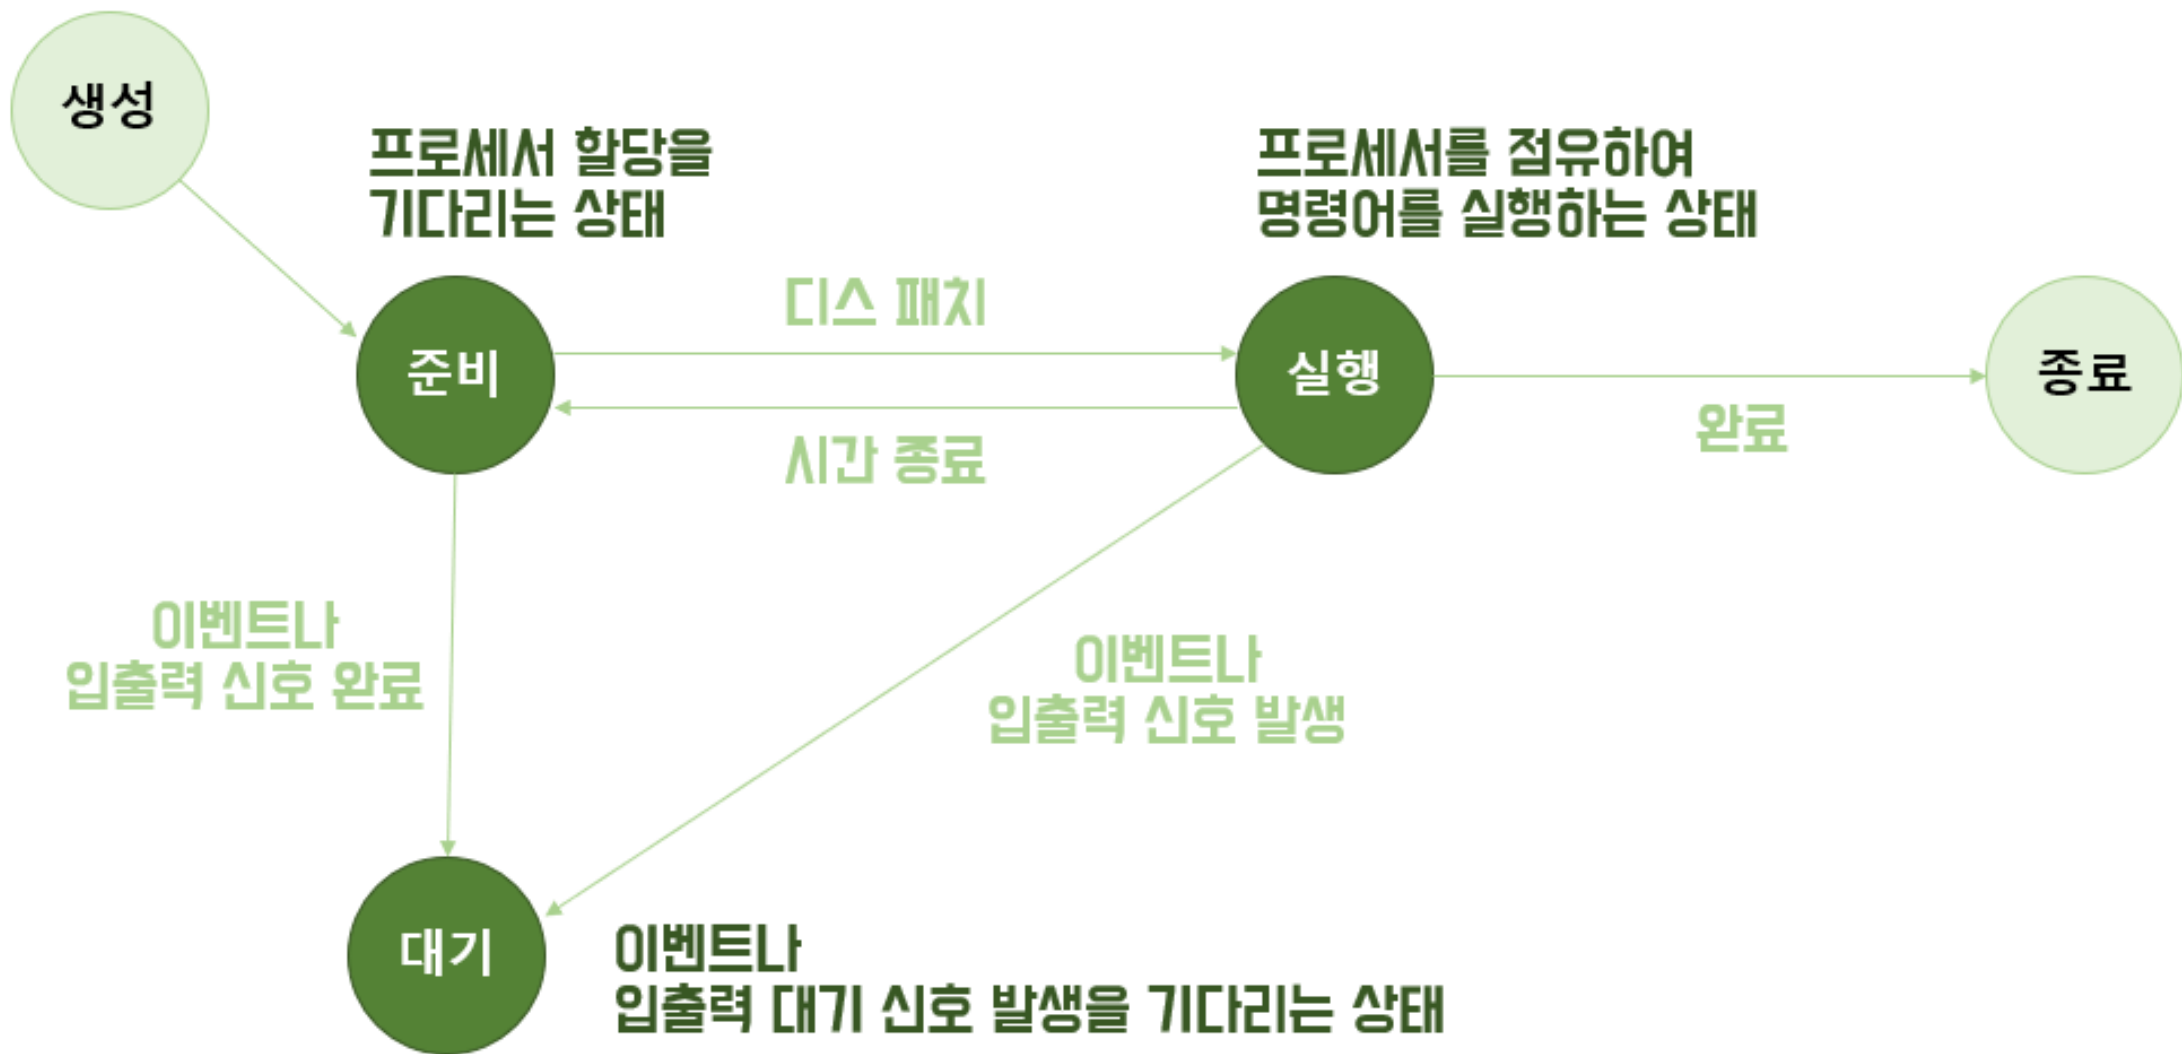 생성
프로세서 할당을
기다리는 상태
프로세서를 점유하여
명령어를 실행하는 상태
디스 패치
준비
실행
종료
완료
시간 종료
이벤트나
입출력 신호 완료
이벤트나
입출력 신호 발생
대기
이벤트나
입출력 대기 신호 발생을 기다리는 상태